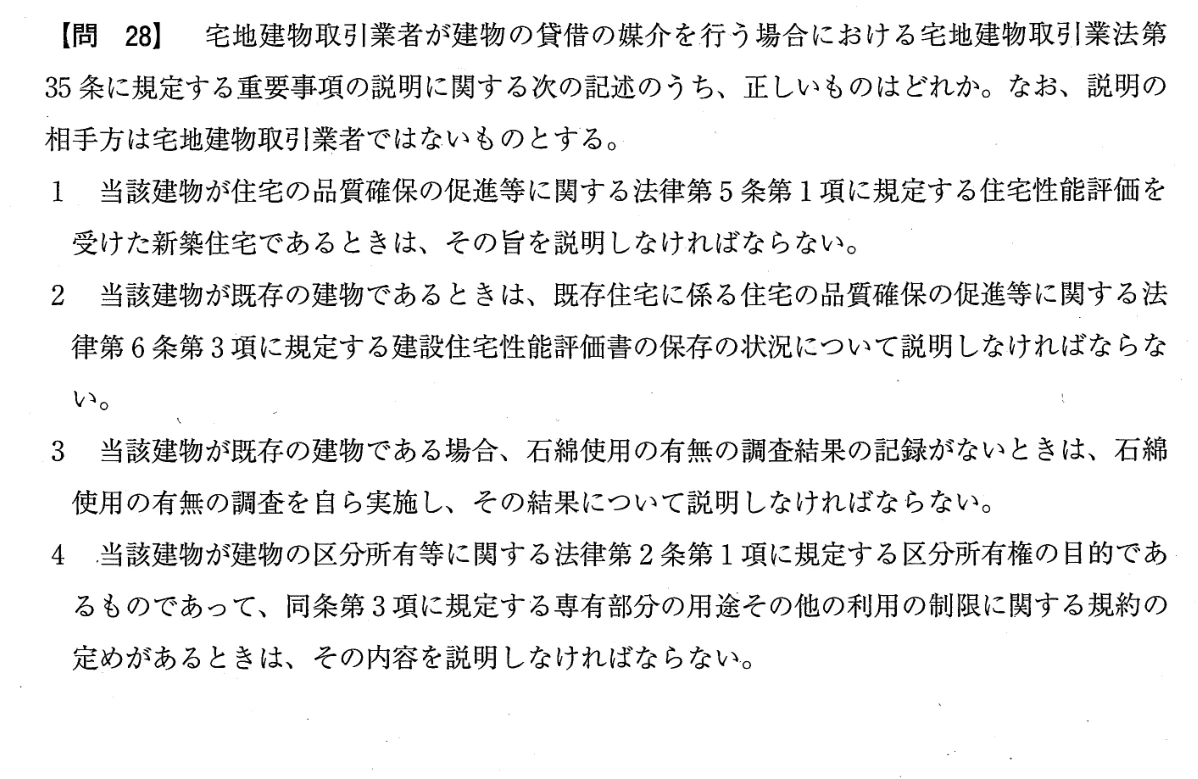 【問 28】 宅地建物取引業者が建物の貸借の媒介を行う場合における宅地建物取引業法第
35条に規定する重要事項の説明に関する次の記述のうち、正しいものはどれか。なお、説明の
相手方は宅地建物取引業者ではないものとする。
1 当該建物が住宅の品質確保の促進等に関する法律第5条第1項に規定する住宅性能評価を
受けた新築住宅であるときは、その旨を説明しなければならない。
2 当該建物が既存の建物であるときは、既存住宅に係る住宅の品質確保の促進等に関する法
律第6条第3項に規定する建設住宅性能評価書の保存の状況について説明しなければならな
い。
3 当該建物が既存の建物である場合、石綿使用の有無の調査結果の記録がないときは、石綿
使用の有無の調査を自ら実施し、その結果について説明しなければならない。
4 当該建物が建物の区分所有等に関する法律第2条第1項に規定する区分所有権の目的であ
るものであって、同条第3項に規定する専有部分の用途その他の利用の制限に関する規約の
定めがあるときは、その内容を説明しなければならない。